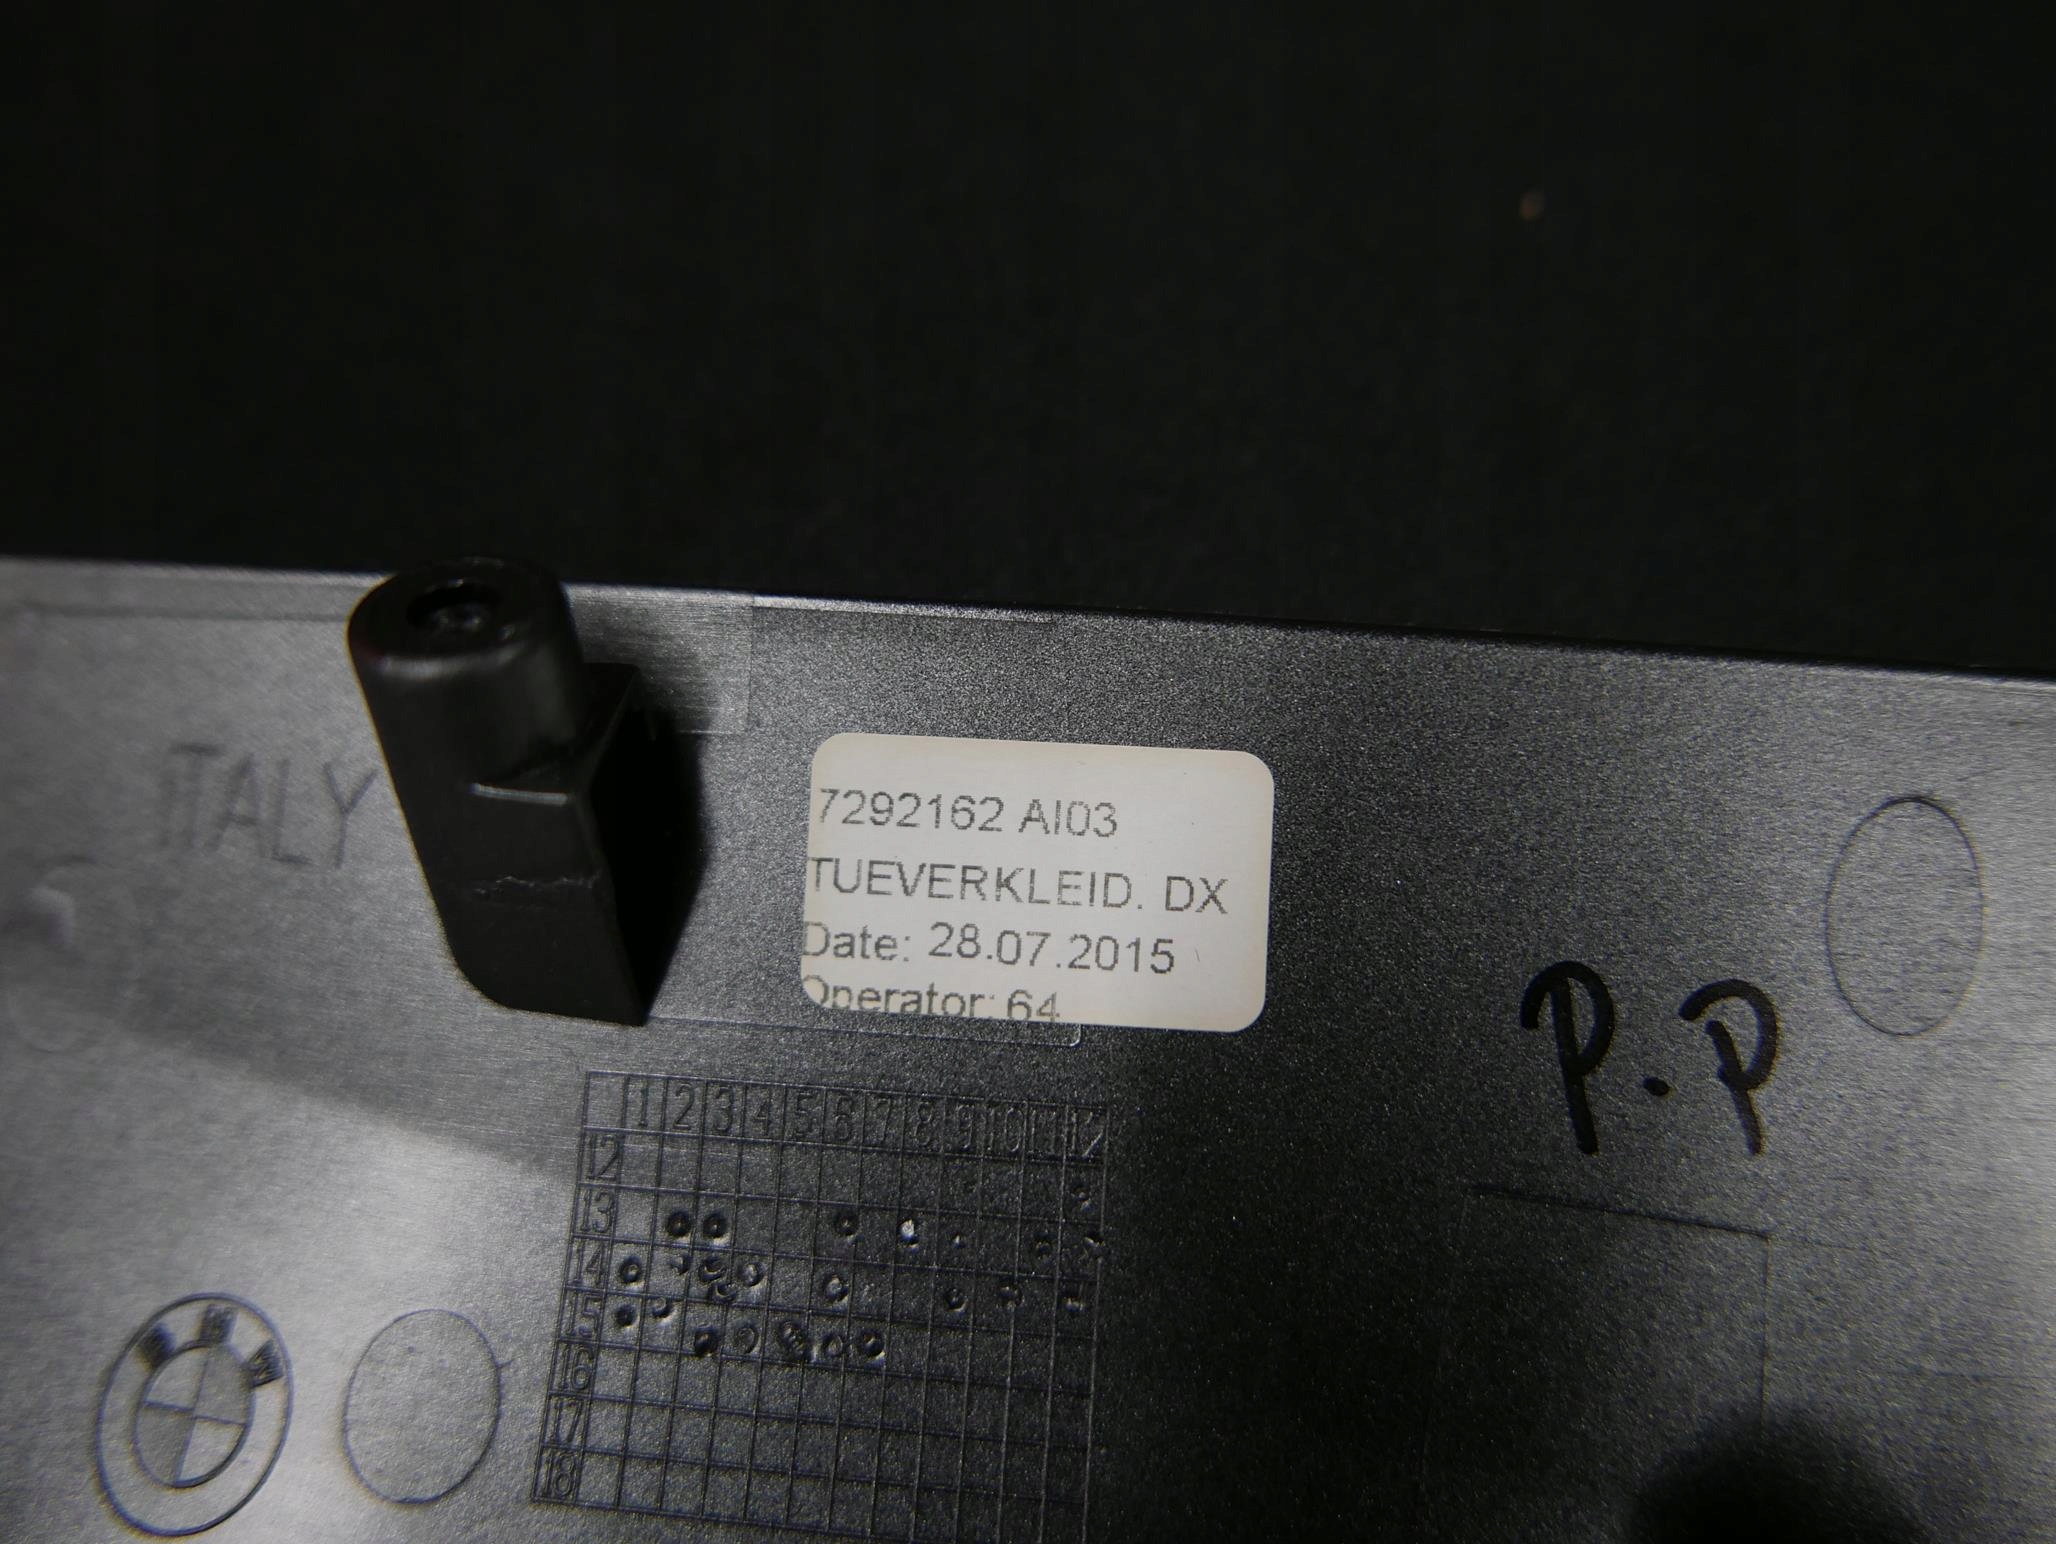 ITALY
7292162 AI03
TUEVERKLEID. DX
Date: 28.07.2015
Operator: 64
P.P
1 2 3 4 5 6 7 8 9 10 11 12
12
13
14
15
16
17
18
BMW